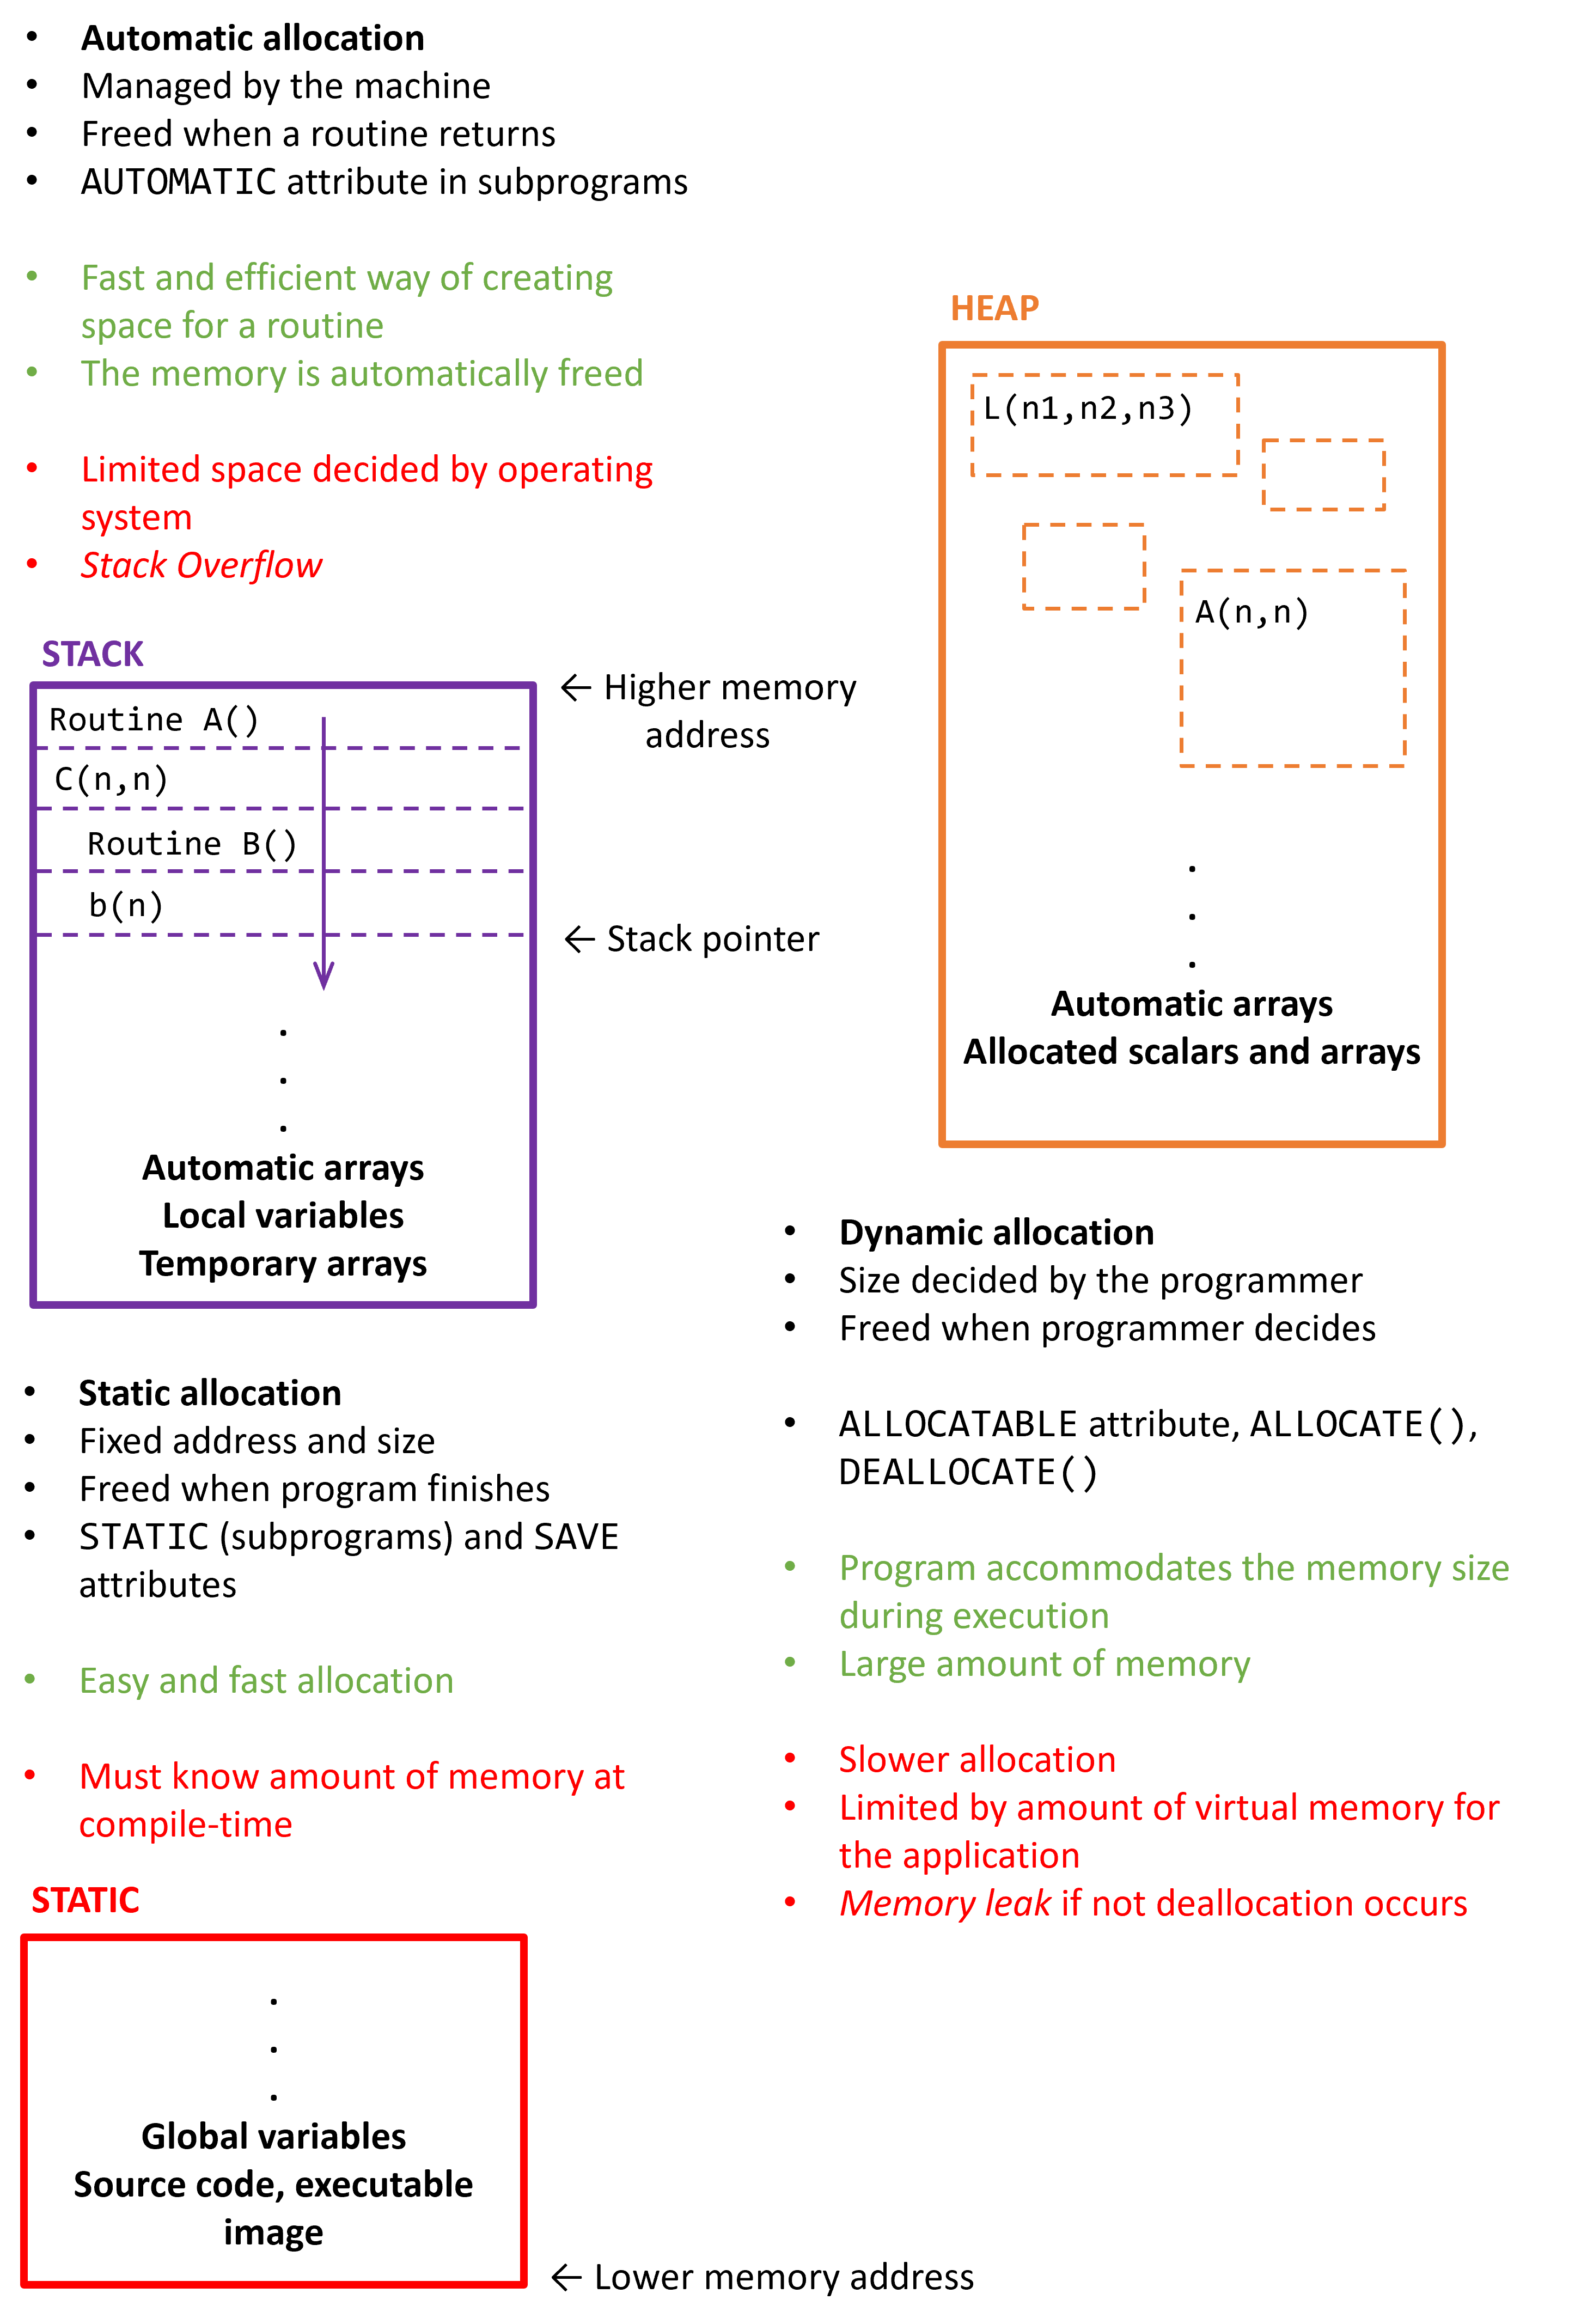 • Automatic allocation
• Managed by the machine
• Freed when a routine returns
• AUTOMATIC attribute in subprograms
• Fast and efficient way of creating
space for a routine
• The memory is automatically freed
• Limited space decided by operating
system
• Stack Overflow
STACK
Routine A()
C(n,n)
Routine B()
b(n)
.
.
.
Automatic arrays
Local variables
Temporary arrays
← Higher memory
address
← Stack pointer
HEAP
L(n1,n2,n3)
A(n,n)
.
.
.
Automatic arrays
Allocated scalars and arrays
• Dynamic allocation
• Size decided by the programmer
• Freed when programmer decides
• ALLOCATABLE attribute, ALLOCATE(),
DEALLOCATE()
• Program accommodates the memory size
during execution
• Large amount of memory
• Slower allocation
• Limited by amount of virtual memory for
the application
• Memory leak if not deallocation occurs
• Static allocation
• Fixed address and size
• Freed when program finishes
• STATIC (subprograms) and SAVE
attributes
• Easy and fast allocation
• Must know amount of memory at
compile-time
STATIC
.
.
.
Global variables
Source code, executable
image
← Lower memory address